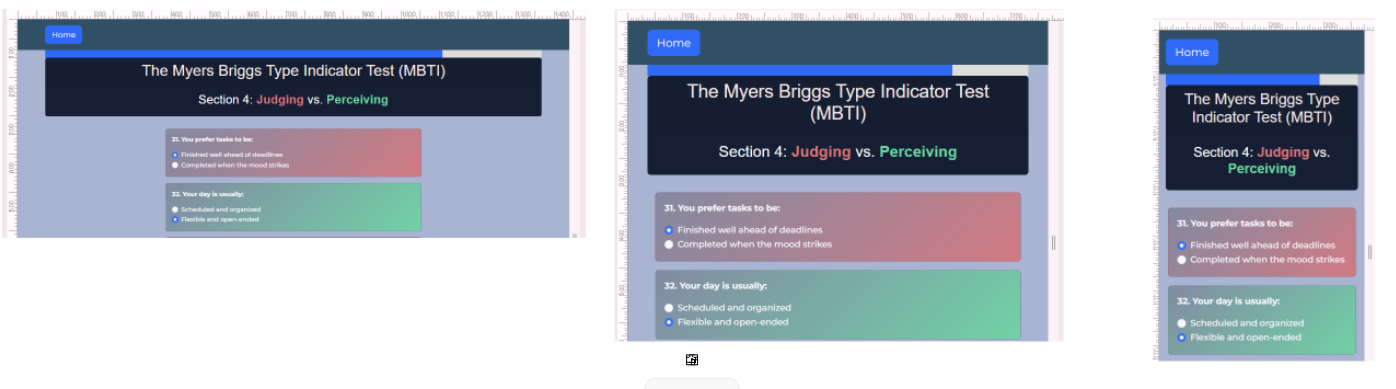 Home
The Myers Briggs Type Indicator Test (MBTI)
Section 4: Judging vs. Perceiving
31. You prefer tasks to be:
Finished well ahead of deadlines
Completed when the mood strikes
32. Your day is usually:
Scheduled and organized
Flexible and open-ended
Home
The Myers Briggs Type Indicator Test
(MBTI)
Section 4: Judging vs. Perceiving
31. You prefer tasks to be:
Finished well ahead of deadlines
Completed when the mood strikes
32. Your day is usually:
Scheduled and organized
Flexible and open-ended
Home
The Myers Briggs Type
Indicator Test (MBTI)
Section 4: Judging vs.
Perceiving
31. You prefer tasks to be:
Finished well ahead of deadlines
Completed when the mood strikes
32. Your day is usually:
Scheduled and organized
Flexible and open-ended